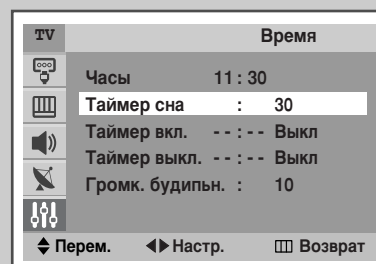 TV Время
Часы 11 : 30
Таймер сна : 30
Таймер вкл. - - : - - Выкл
Таймер выкл. - - : - - Выкл
Громк. будипьн. : 10
Перем. Настр. Возврат